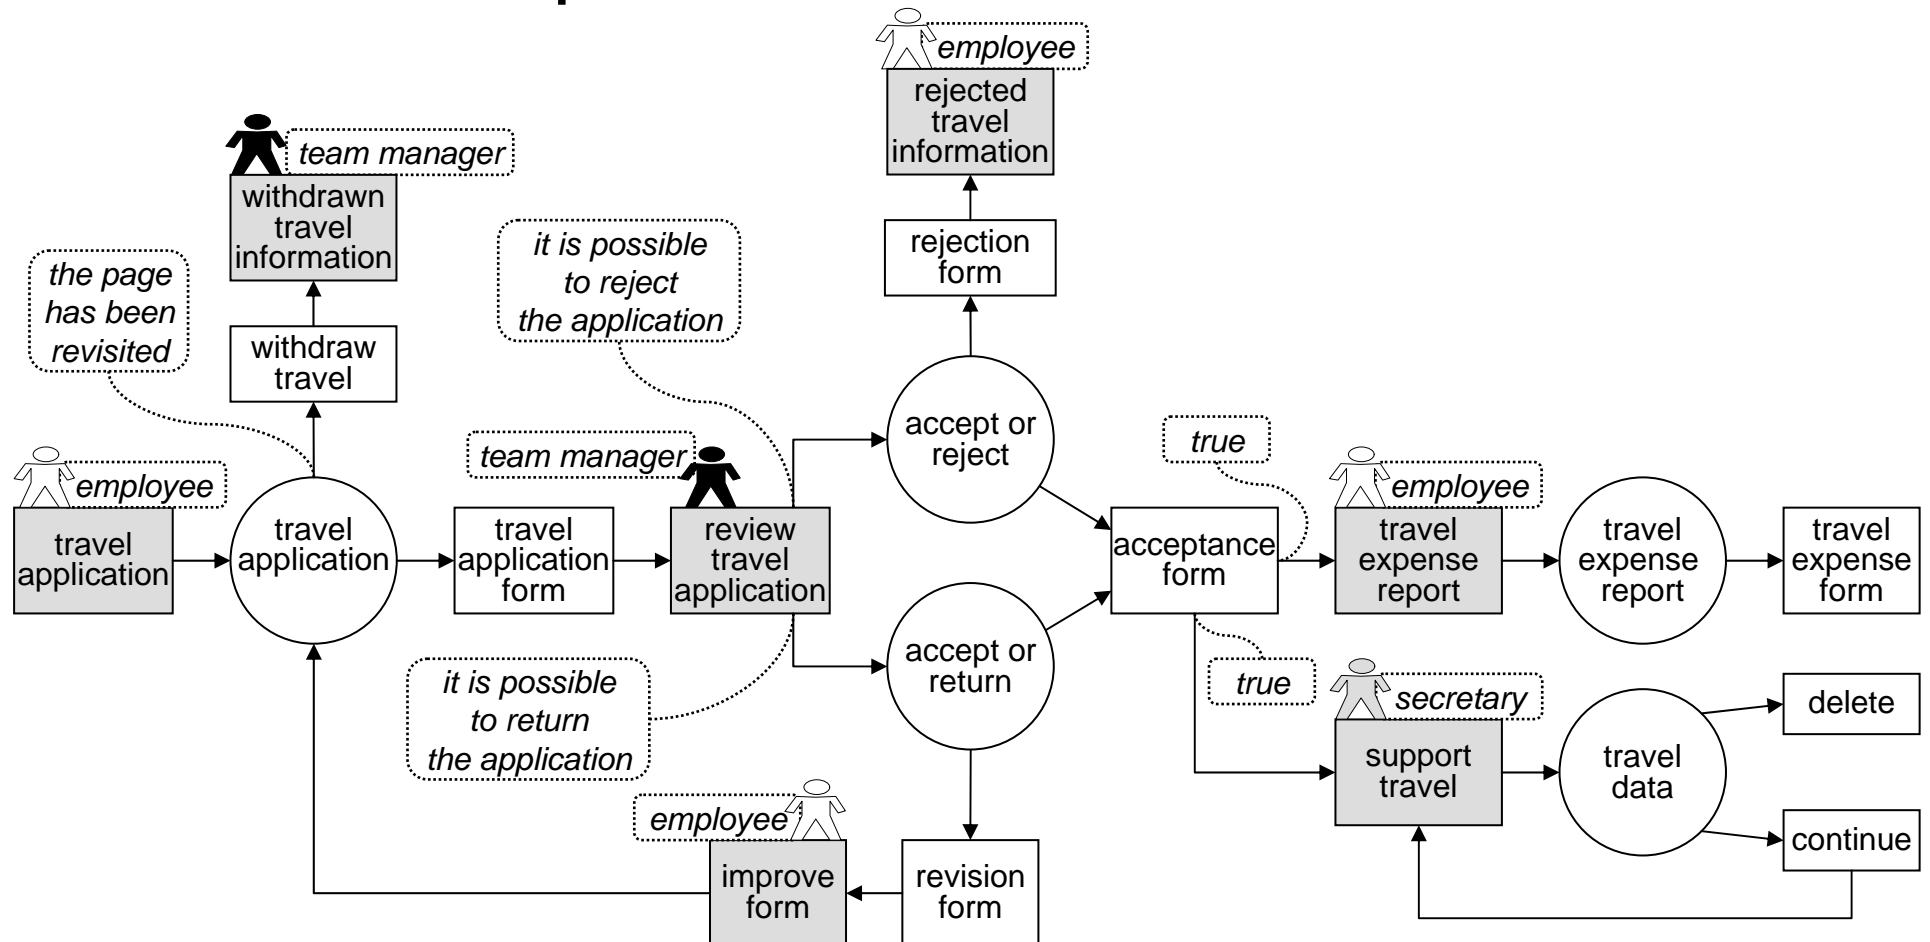 employee
rejected
travel
information
team manager
withdrawn
travel
information
the page
has been
revisited
it is possible
to reject
the application
rejection
form
withdraw
travel
accept or
reject
true
employee
travel
application
travel
application
travel
application
form
team manager
review
travel
application
acceptance
form
employee
travel
expense
report
travel
expense
report
travel
expense
form
it is possible
to return
the application
accept or
return
true
secretary
support
travel
travel
data
delete
continue
employee
improve
form
revision
form